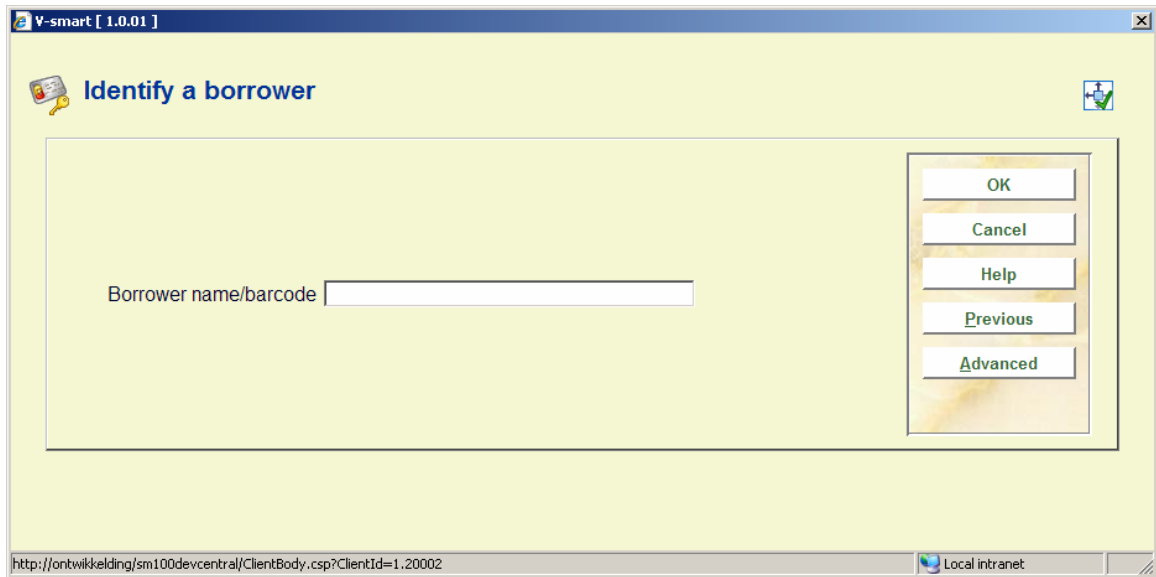 V-smart [ 1.0.01 ]
Identify a borrower
OK
Cancel
Help
Borrower name/barcode
Previous
Advanced
http://ontwikkelding/sm100devcentral/ClientBody.csp?ClientId=1.20002
Local intranet